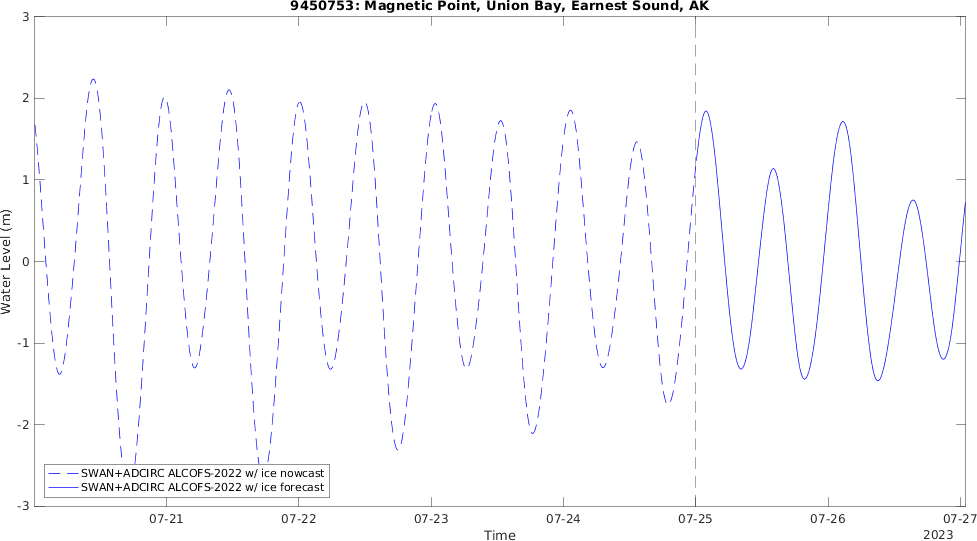 9450753: Magnetic Point, Union Bay, Earnest Sound, AK
3
2
1
0
-1
-2
-3
Water Level (m)
SWAN+ADCIRC ALCOFS-2022 w/ ice nowcast
SWAN+ADCIRC ALCOFS-2022 w/ ice forecast
07-21 07-22 07-23 07-24 07-25 07-26 07-27
Time
2023